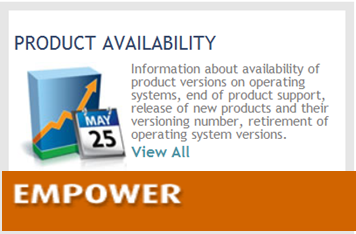 PRODUCT AVAILABILITY
Information about availability of
product versions on operating
systems, end of product support,
release of new products and their
versioning number, retirement of
operating system versions.
View All
MAY
25
EMPOWER